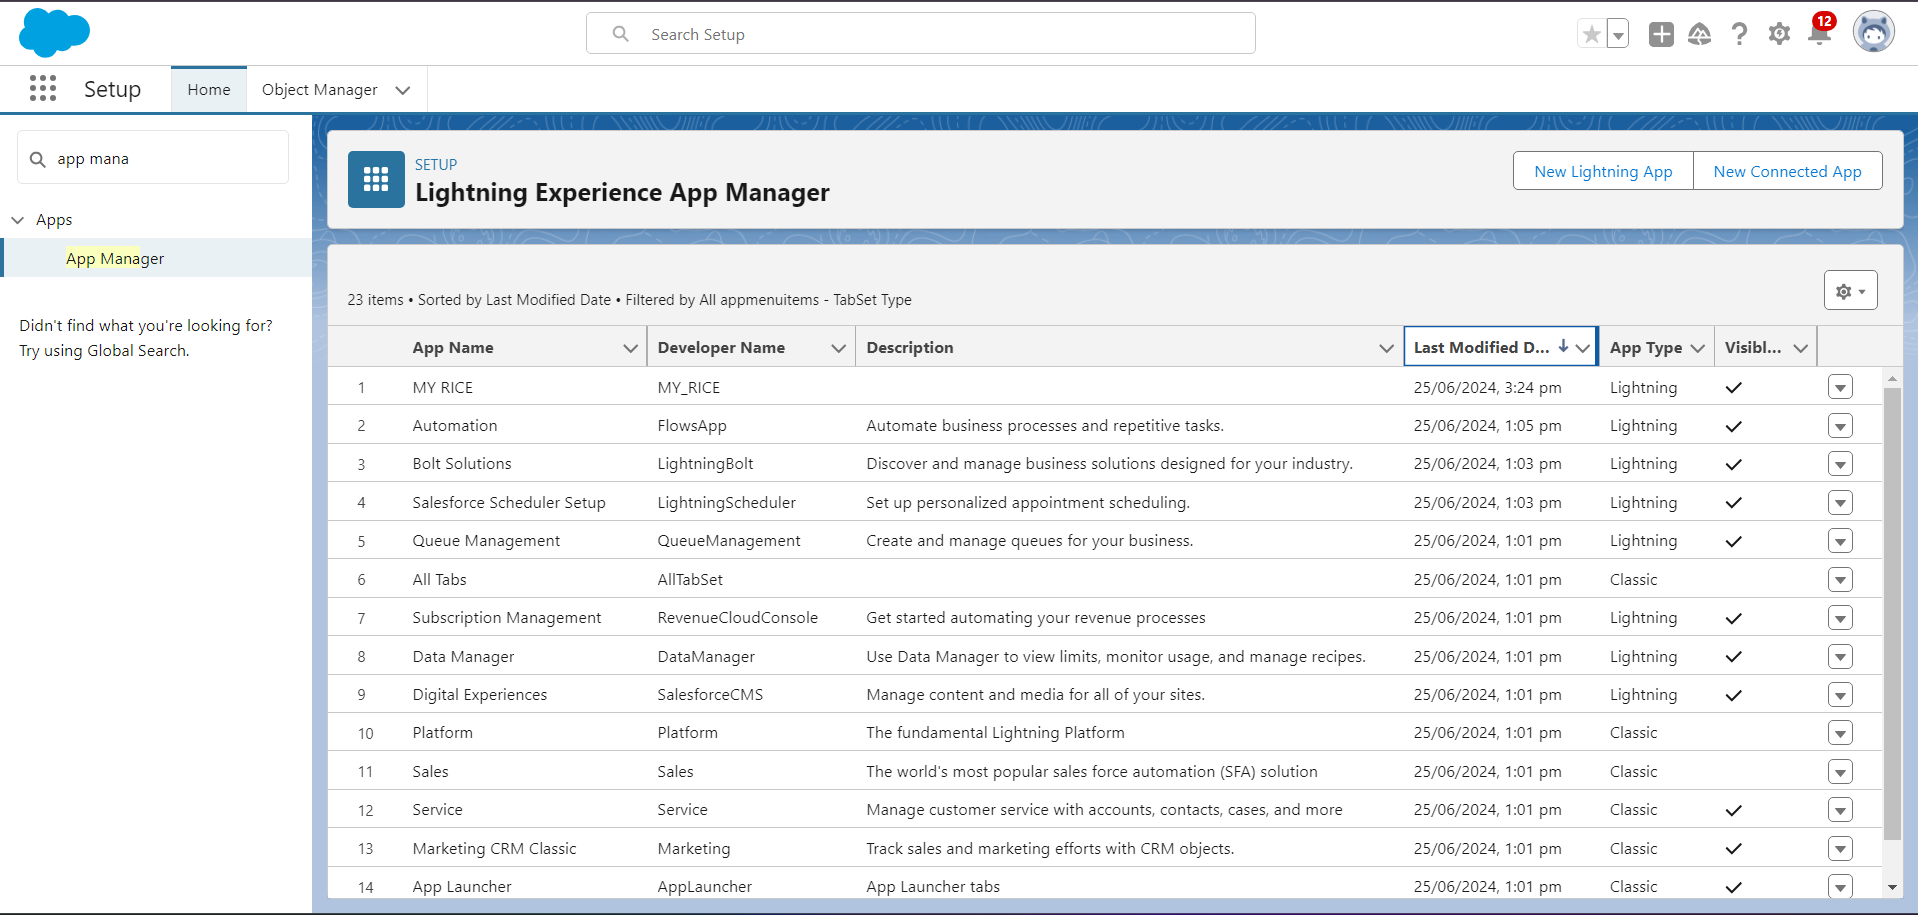 Search Setup
12
Setup
Home
Object Manager
app mana
Apps
App Manager
Didn't find what you're looking for?
Try using Global Search.
SETUP
Lightning Experience App Manager
New Lightning App
New Connected App
23 items • Sorted by Last Modified Date • Filtered by All appmenuitems - TabSet Type
App Name Developer Name Description Last Modified D... App Type Visibl...
1 MY RICE MY_RICE 25/06/2024, 3:24 pm Lightning
2 Automation FlowsApp Automate business processes and repetitive tasks. 25/06/2024, 1:05 pm Lightning
3 Bolt Solutions LightningBolt Discover and manage business solutions designed for your industry. 25/06/2024, 1:03 pm Lightning
4 Salesforce Scheduler Setup LightningScheduler Set up personalized appointment scheduling. 25/06/2024, 1:03 pm Lightning
5 Queue Management QueueManagement Create and manage queues for your business. 25/06/2024, 1:01 pm Lightning
6 All Tabs AllTabSet 25/06/2024, 1:01 pm Classic
7 Subscription Management RevenueCloudConsole Get started automating your revenue processes 25/06/2024, 1:01 pm Lightning
8 Data Manager DataManager Use Data Manager to view limits, monitor usage, and manage recipes. 25/06/2024, 1:01 pm Lightning
9 Digital Experiences SalesforceCMS Manage content and media for all of your sites. 25/06/2024, 1:01 pm Lightning
10 Platform Platform The fundamental Lightning Platform 25/06/2024, 1:01 pm Classic
11 Sales Sales The world's most popular sales force automation (SFA) solution 25/06/2024, 1:01 pm Classic
12 Service Service Manage customer service with accounts, contacts, cases, and more 25/06/2024, 1:01 pm Classic
13 Marketing CRM Classic Marketing Track sales and marketing efforts with CRM objects. 25/06/2024, 1:01 pm Classic
14 App Launcher AppLauncher App Launcher tabs 25/06/2024, 1:01 pm Classic